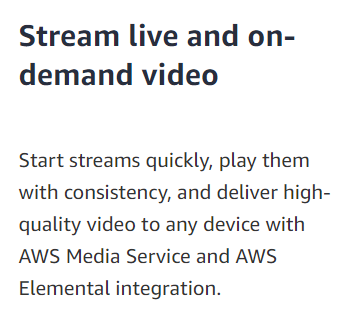 Stream live and on-
demand video
Start streams quickly, play them
with consistency, and deliver high-
quality video to any device with
AWS Media Service and AWS
Elemental integration.